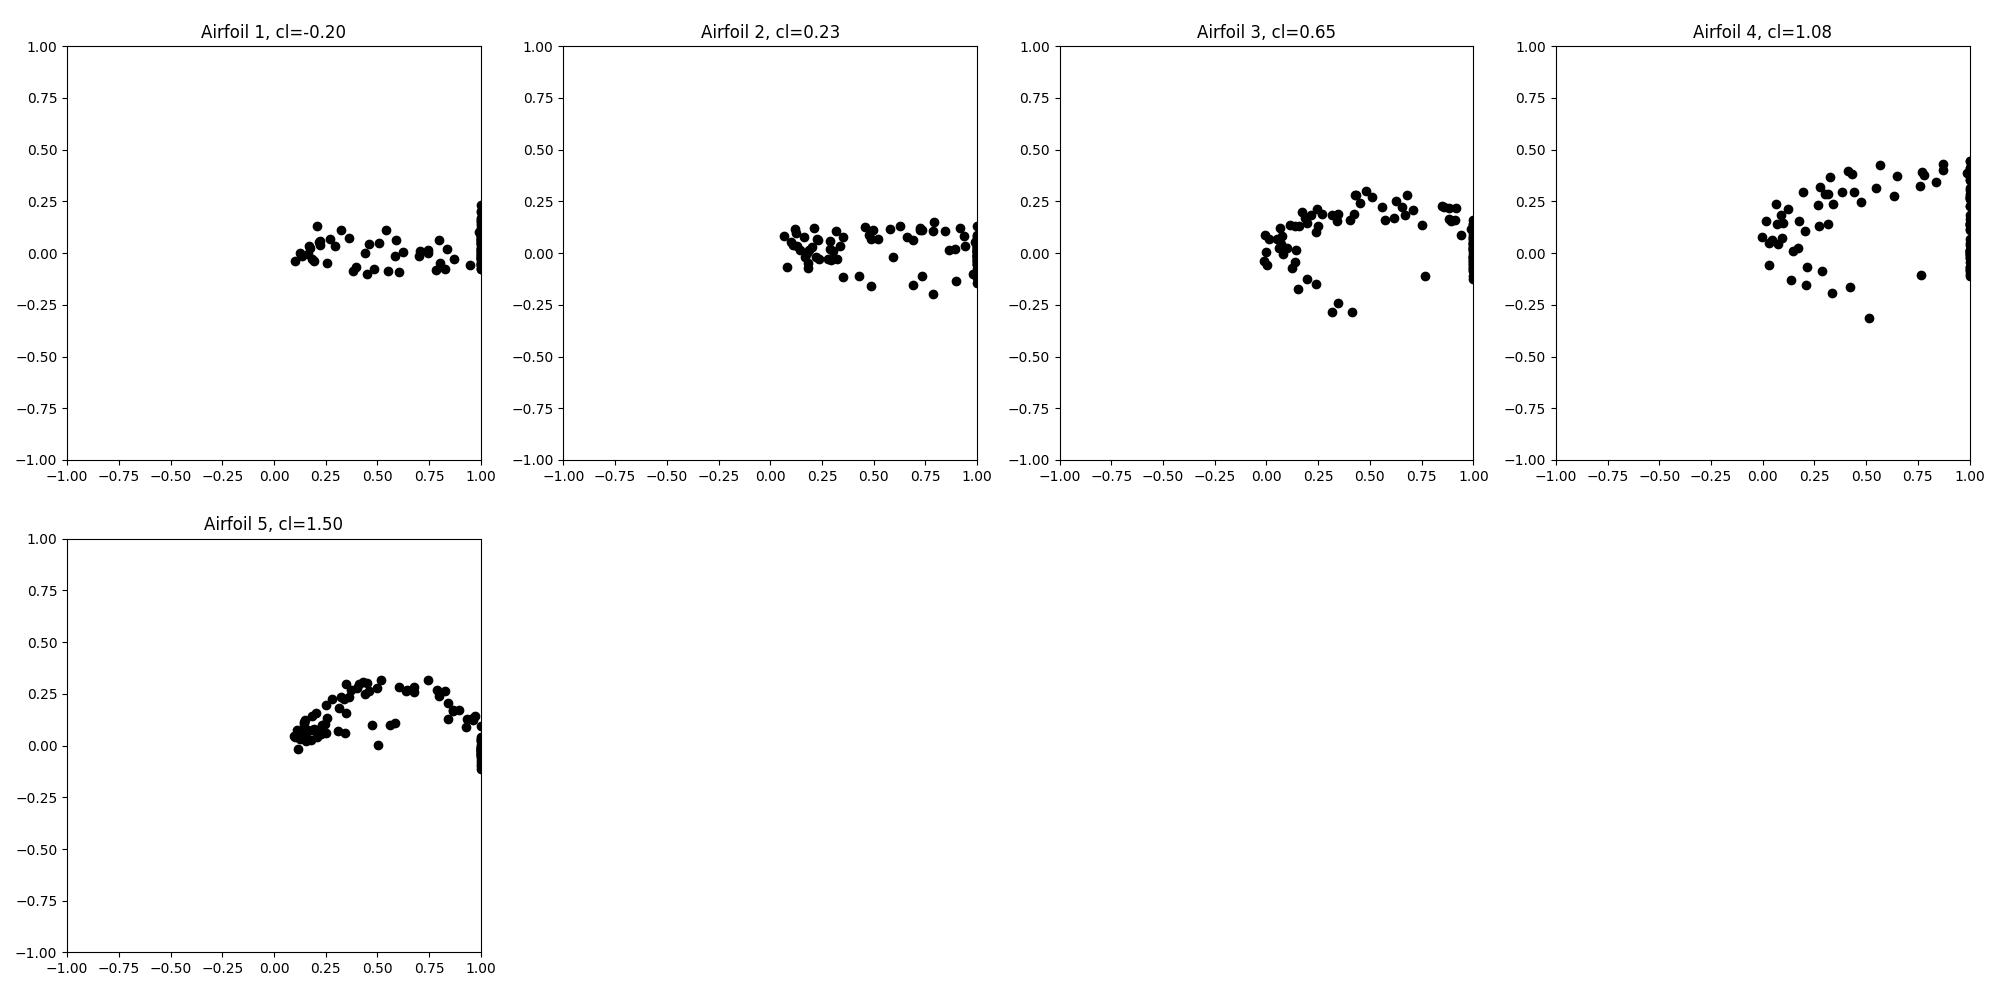 Airfoil 1, cl=-0.20
Airfoil 2, cl=0.23
Airfoil 3, cl=0.65
Airfoil 4, cl=1.08
1.00 1.00 1.00 1.00
0.75 0.75 0.75 0.75
0.50 0.50 0.50 0.50
0.25 0.25 0.25 0.25
0.00 0.00 0.00 0.00
−0.25 −0.25 −0.25 −0.25
−0.50 −0.50 −0.50 −0.50
−0.75 −0.75 −0.75 −0.75
−1.00 −1.00 −1.00 −1.00
−1.00 −0.75 −0.50 −0.25 0.00 0.25 0.50 0.75 1.00
−1.00 −0.75 −0.50 −0.25 0.00 0.25 0.50 0.75 1.00
−1.00 −0.75 −0.50 −0.25 0.00 0.25 0.50 0.75 1.00
−1.00 −0.75 −0.50 −0.25 0.00 0.25 0.50 0.75 1.00
Airfoil 5, cl=1.50
1.00
0.75
0.50
0.25
0.00
−0.25
−0.50
−0.75
−1.00
−1.00 −0.75 −0.50 −0.25 0.00 0.25 0.50 0.75 1.00